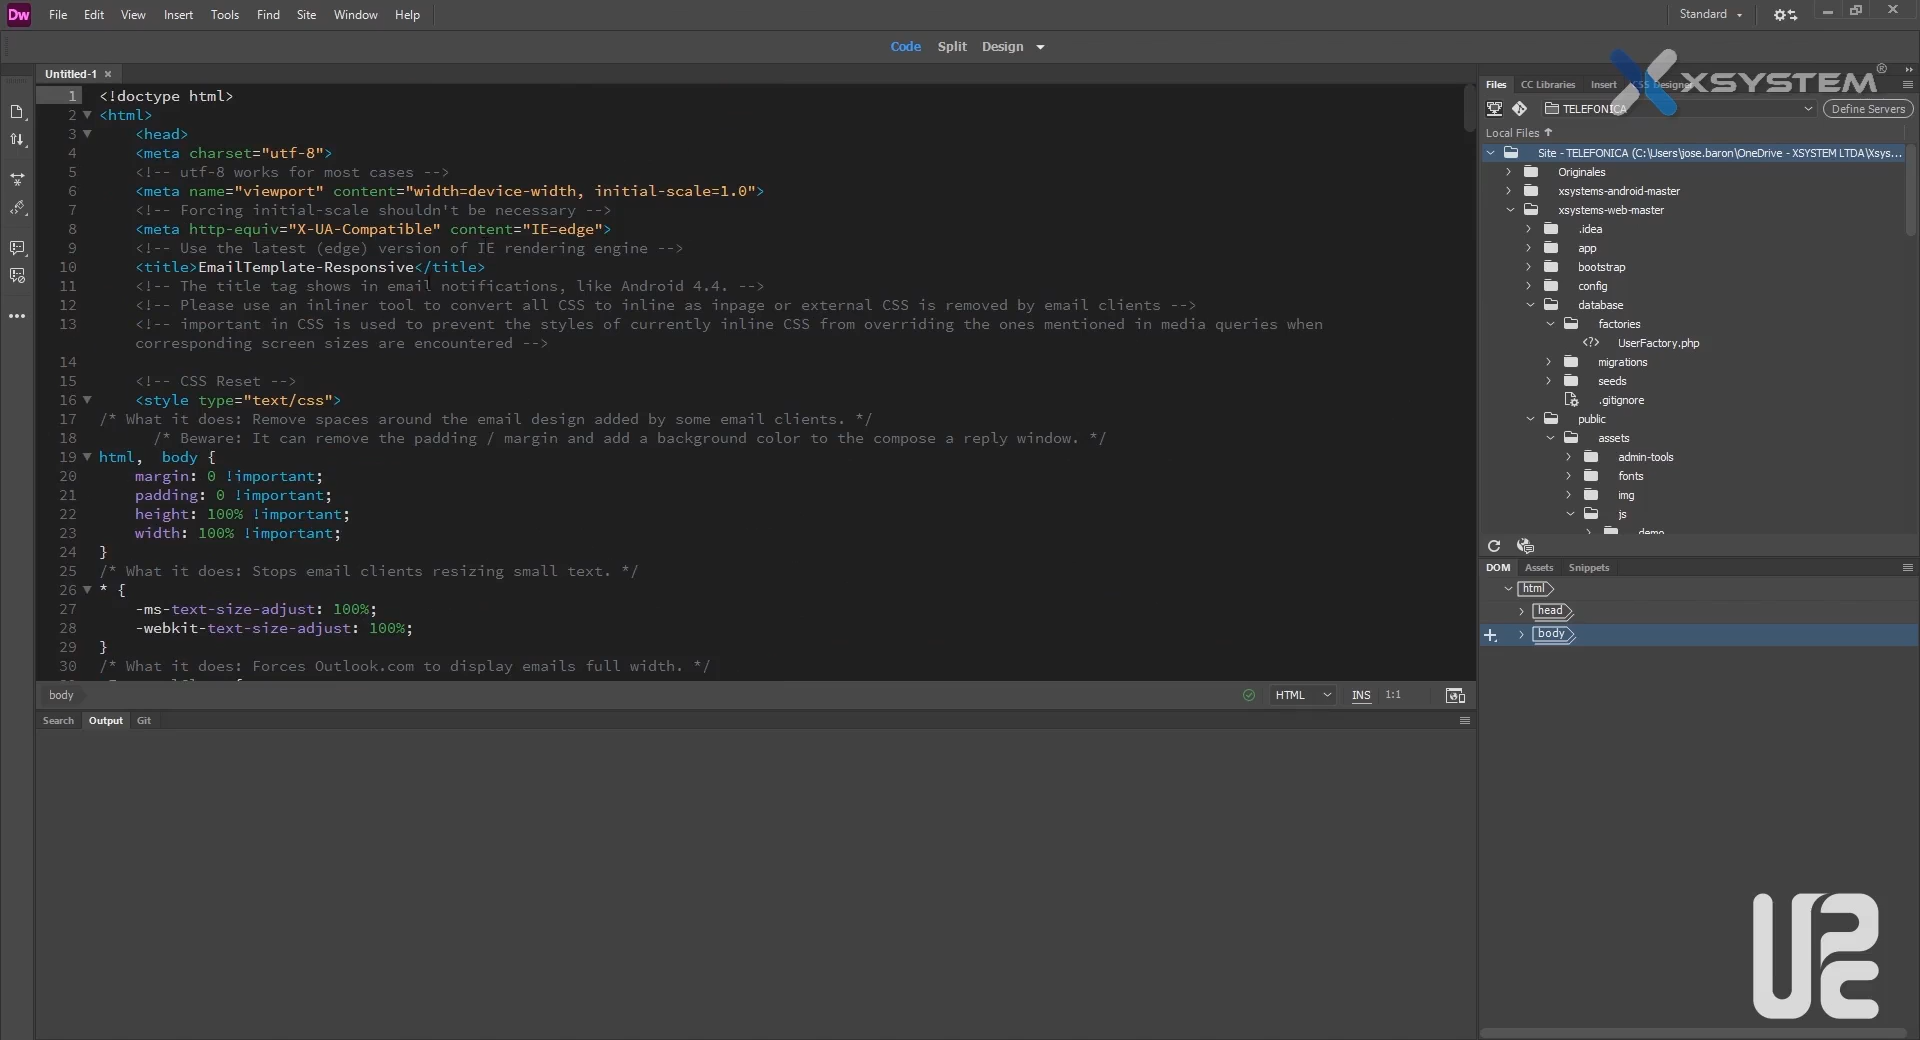 Dw File Edit View Insert Tools Find Site Window Help Standard
Code Split Design
Untitled-1 ×
1 <!doctype html>
2 <html>
3 <head>
4 <meta charset="utf-8">
5 <!-- utf-8 works for most cases -->
6 <meta name="viewport" content="width=device-width, initial-scale=1.0">
7 <!-- Forcing initial-scale shouldn't be necessary -->
8 <meta http-equiv="X-UA-Compatible" content="IE=edge">
9 <!-- Use the latest (edge) version of IE rendering engine -->
10 <title>EmailTemplate-Responsive</title>
11 <!-- The title tag shows in email notifications, like Android 4.4. -->
12 <!-- Please use an inliner tool to convert all CSS to inline as inpage or external CSS is removed by email clients -->
13 <!-- important in CSS is used to prevent the styles of currently inline CSS from overriding the ones mentioned in media queries when
corresponding screen sizes are encountered -->
14
15 <!-- CSS Reset -->
16 <style type="text/css">
17 /* What it does: Remove spaces around the email design added by some email clients. */
18 /* Beware: It can remove the padding / margin and add a background color to the compose a reply window. */
19 html, body {
20 margin: 0 !important;
21 padding: 0 !important;
22 height: 100% !important;
23 width: 100% !important;
24 }
25 /* What it does: Stops email clients resizing small text. */
26 * {
27 -ms-text-size-adjust: 100%;
28 -webkit-text-size-adjust: 100%;
29 }
30 /* What it does: Forces Outlook.com to display emails full width. */
body HTML INS 1:1
Search Output Git
XSYSTEM ®
Files CC Libraries Insert CSS Designer
TELEFONICA Define Servers
Local Files ↑
Site - TELEFONICA (C:\Users\jose.baron\OneDrive - XSYSTEM LTDA\Xsys...
Originales
xsystems-android-master
xsystems-web-master
.idea
app
bootstrap
config
database
factories
<?> UserFactory.php
migrations
seeds
.gitignore
public
assets
admin-tools
fonts
img
js
demo
DOM Assets Snippets
html
head
body